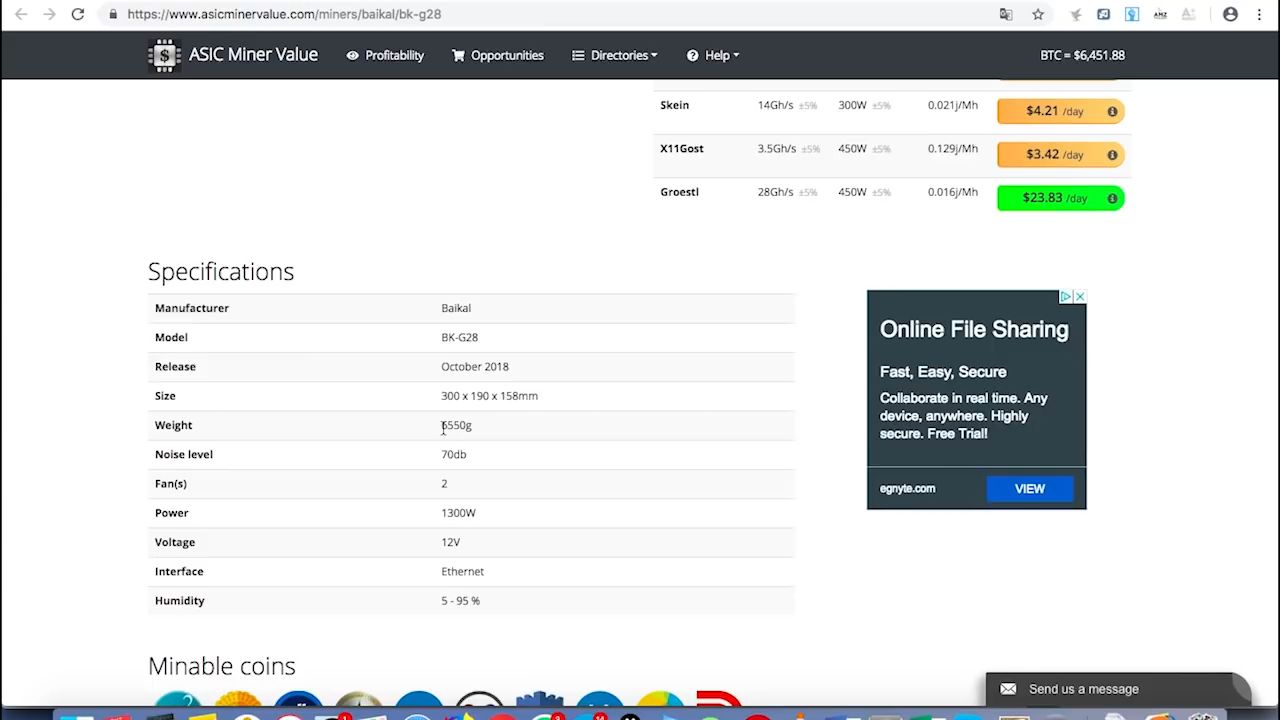 https://www.asicminervalue.com/miners/baikal/bk-g28
ASIC Miner Value
Profitability
Opportunities
Directories
Help
BTC = $6,451.88
Skein 14Gh/s ±5% 300W ±5% 0.021j/Mh $4.21 /day
X11Gost 3.5Gh/s ±5% 450W ±5% 0.129j/Mh $3.42 /day
Groestl 28Gh/s ±5% 450W ±5% 0.016j/Mh $23.83 /day
Specifications
Manufacturer Baikal
Model BK-G28
Release October 2018
Size 300 x 190 x 158mm
Weight
Noise level 70db
Fan(s) 2
Power 1300W
Voltage 12V
Interface Ethernet
Humidity 5 - 95 %
Online File Sharing
Fast, Easy, Secure
Collaborate in real time. Any
device, anywhere. Highly
secure. Free Trial!
egnyte.com
VIEW
Minable coins
Send us a message